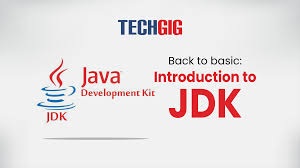 TECHGIG
Back to basic:
Introduction to
JDK
Java
Development Kit
JDK